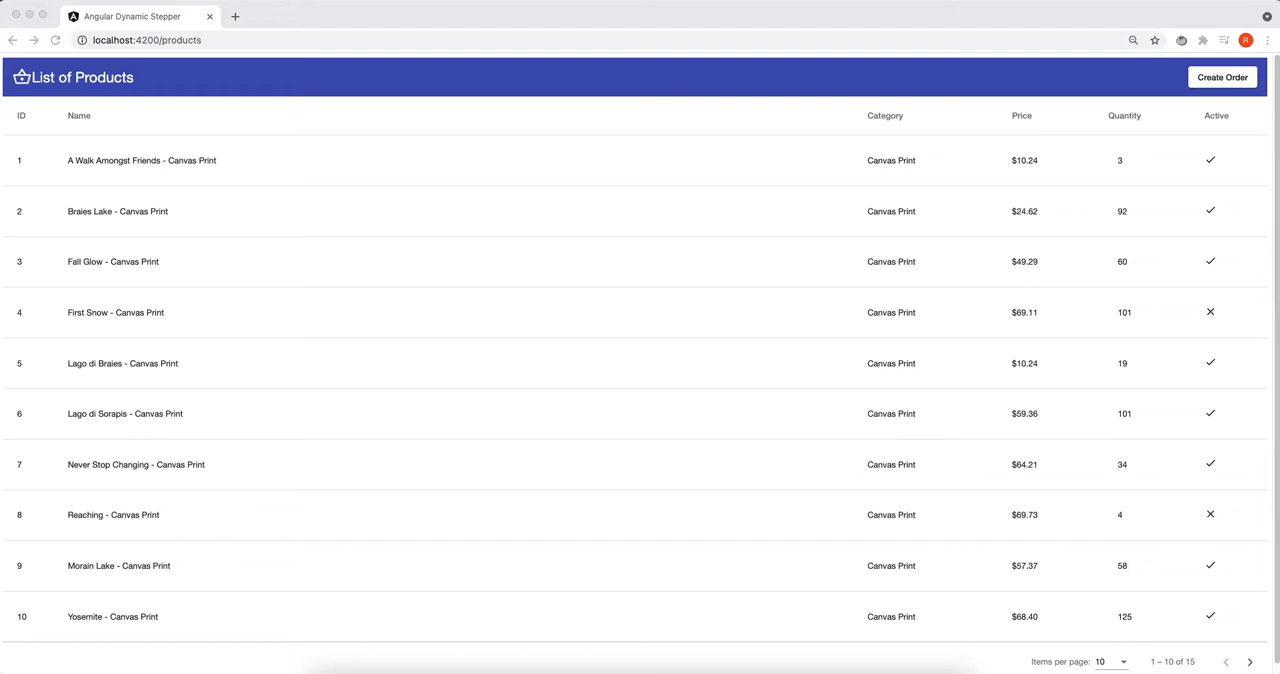 Angular Dynamic Stepper
localhost:4200/products
R
List of Products
Create Order
ID Name Category Price Quantity Active
1 A Walk Amongst Friends - Canvas Print Canvas Print $10.24 3
2 Braies Lake - Canvas Print Canvas Print $24.62 92
3 Fall Glow - Canvas Print Canvas Print $49.29 60
4 First Snow - Canvas Print Canvas Print $69.11 101
5 Lago di Braies - Canvas Print Canvas Print $10.24 19
6 Lago di Sorapis - Canvas Print Canvas Print $59.36 101
7 Never Stop Changing - Canvas Print Canvas Print $64.21 34
8 Reaching - Canvas Print Canvas Print $69.73 4
9 Morain Lake - Canvas Print Canvas Print $57.37 58
10 Yosemite - Canvas Print Canvas Print $68.40 125
Items per page: 10 1 – 10 of 15